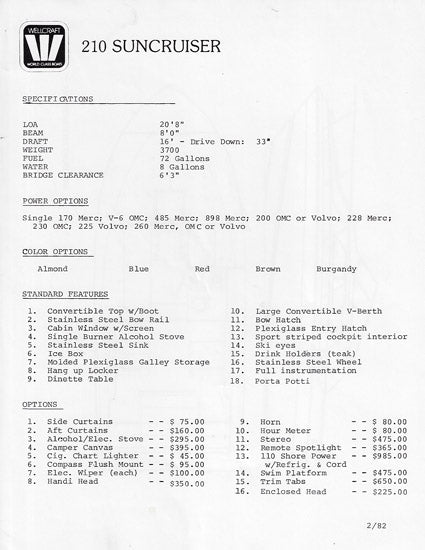 WELLCRAFT
WORLD CLASS BOATS
210 SUNCRUISER
SPECIFICATIONS
LOA 20'8"
BEAM 8'0"
DRAFT 16' - Drive Down: 33"
WEIGHT 3700
FUEL 72 Gallons
WATER 8 Gallons
BRIDGE CLEARANCE 6'3"
POWER OPTIONS
Single 170 Merc; V-6 OMC; 485 Merc; 898 Merc; 200 OMC or Volvo; 228 Merc;
230 OMC; 225 Volvo; 260 Merc, OMC or Volvo
COLOR OPTIONS
Almond Blue Red Brown Burgandy
STANDARD FEATURES
1. Convertible Top w/Boot
2. Stainless Steel Bow Rail
3. Cabin Window w/Screen
4. Single Burner Alcohol Stove
5. Stainless Steel Sink
6. Ice Box
7. Molded Plexiglass Galley Storage
8. Hang up Locker
9. Dinette Table
10. Large Convertible V-Berth
11. Bow Hatch
12. Plexiglass Entry Hatch
13. Sport striped cockpit interior
14. Ski eyes
15. Drink Holders (teak)
16. Stainless Steel Wheel
17. Full instrumentation
18. Porta Potti
OPTIONS
1. Side Curtains -- $ 75.00
2. Aft Curtains -- $160.00
3. Alcohol/Elec. Stove -- $295.00
4. Camper Canvas -- $395.00
5. Cig. Chart Lighter -- $ 45.00
6. Compass Flush Mount -- $ 95.00
7. Elec. Wiper (each) -- $100.00
8. Handi Head -- $350.00
9. Horn -- $ 80.00
10. Hour Meter -- $ 80.00
11. Stereo -- $475.00
12. Remote Spotlight -- $365.00
13. 110 Shore Power -- $985.00
w/Refrig. & Cord
14. Swim Platform -- $475.00
15. Trim Tabs -- $650.00
16. Enclosed Head -- $225.00
2/82